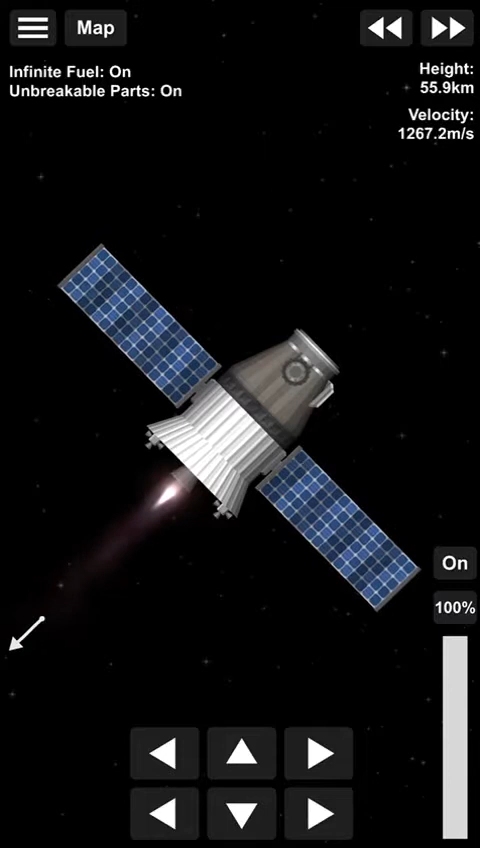 Map
Infinite Fuel: On
Unbreakable Parts: On
Height:
55.9km
Velocity:
1267.2m/s
On
100%